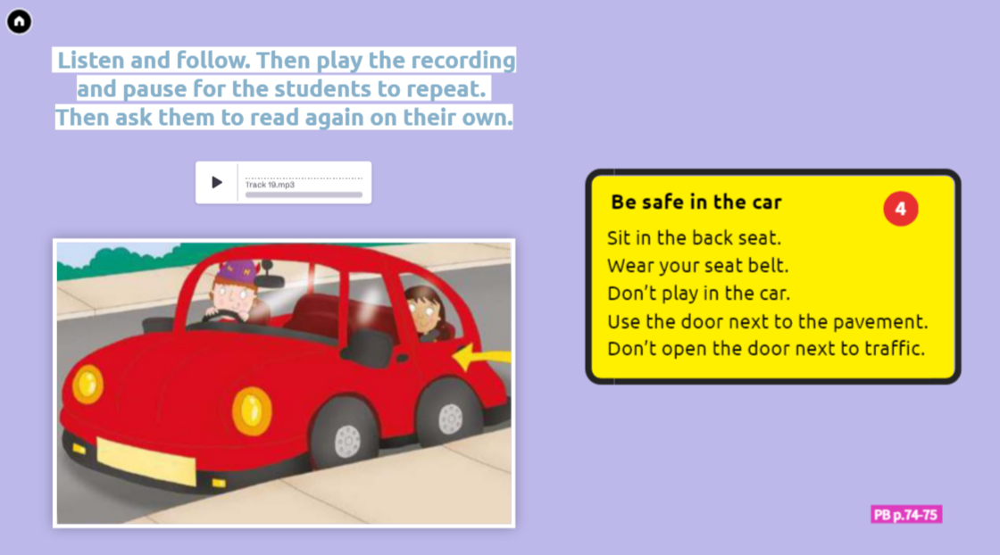 Listen and follow. Then play the recording
and pause for the students to repeat.
Then ask them to read again on their own.
Track 19.mp3
Be safe in the car
4
Sit in the back seat.
Wear your seat belt.
Don't play in the car.
Use the door next to the pavement.
Don't open the door next to traffic.
PB p.74-75